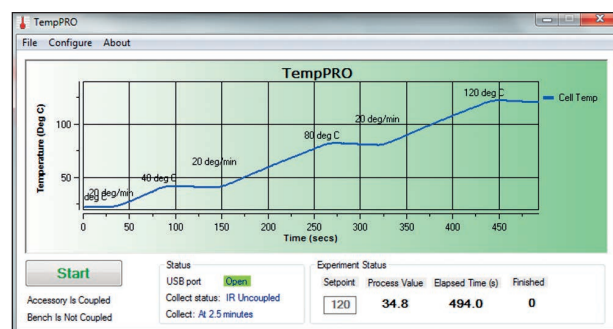 TempPRO
File Configure About
TempPRO
120 deg C
Cell Temp
20 deg/min
100
80 deg C
20 deg/min
40 deg C
50
20 deg/min
deg C
Temperature (Deg C)
0 50 100 150 200 250 300 350 400 450
Time (secs)
Start
Accessory Is Coupled
Bench Is Not Coupled
Status
USB port Open
Collect status: IR Uncoupled
Collect: At 2.5 minutes
Experiment Status
Setpoint Process Value Elapsed Time (s) Finished
120 34.8 494.0 0